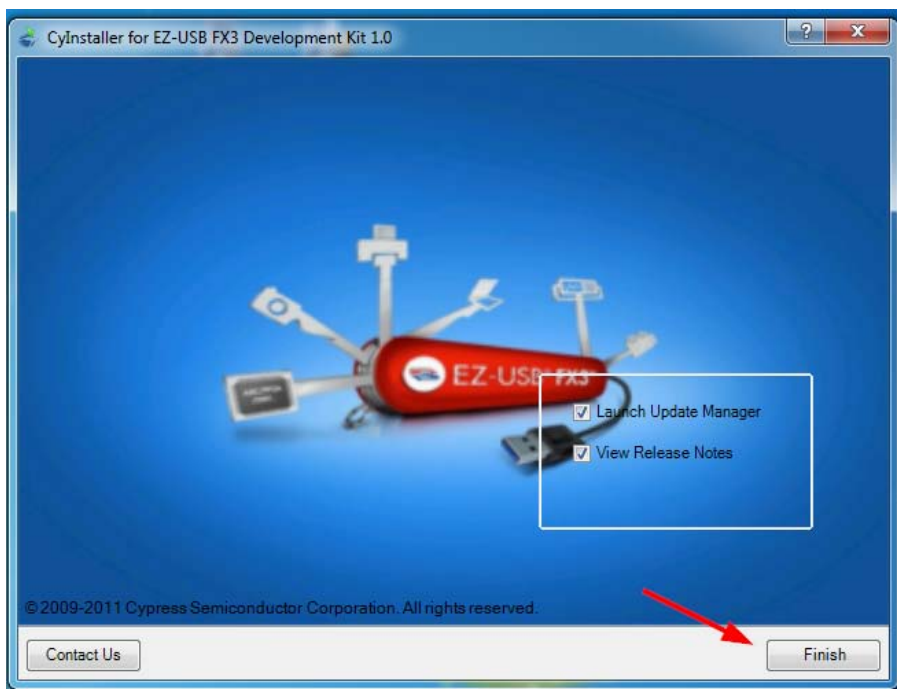 CyInstaller for EZ-USB FX3 Development Kit 1.0
EZ-USB FX3
Launch Update Manager
View Release Notes
©2009-2011 Cypress Semiconductor Corporation. All rights reserved.
Contact Us
Finish